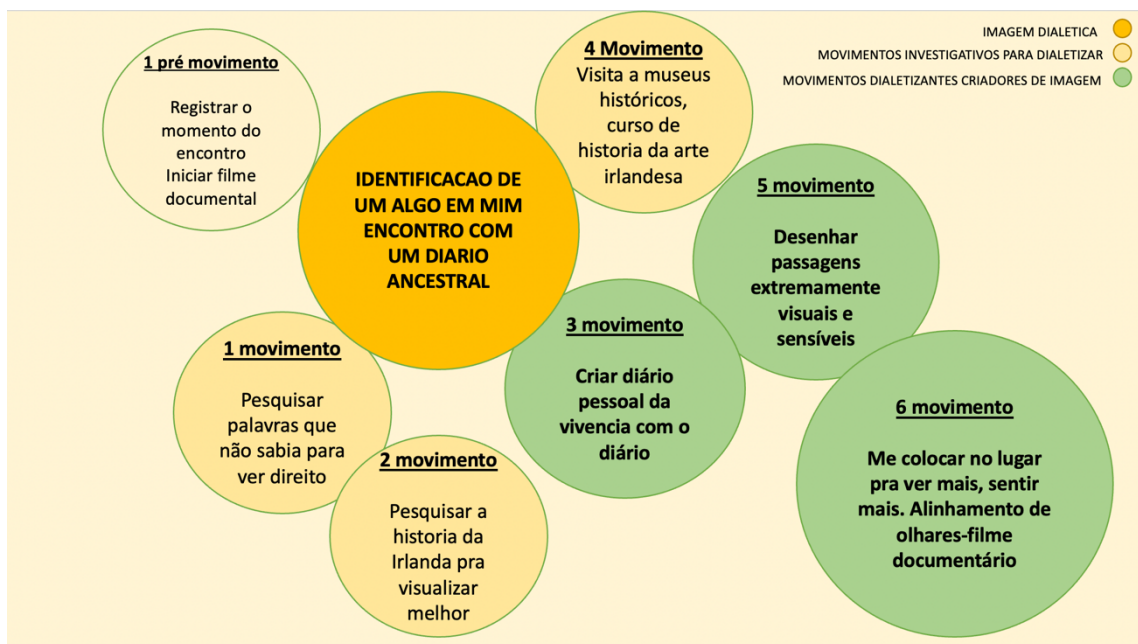 IMAGEM DIALETICA
MOVIMENTOS INVESTIGATIVOS PARA DIALETIZAR
MOVIMENTOS DIALETIZANTES CRIADORES DE IMAGEM
1 pré movimento
Registrar o
momento do
encontro
Iniciar filme
documental
IDENTIFICACAO DE
UM ALGO EM MIM
ENCONTRO COM
UM DIARIO
ANCESTRAL
4 Movimento
Visita a museus
históricos,
curso de
historia da arte
irlandesa
5 movimento
Desenhar
passagens
extremamente
visuais e
sensíveis
1 movimento
Pesquisar
palavras que
não sabia para
ver direito
2 movimento
Pesquisar a
historia da
Irlanda pra
visualizar
melhor
3 movimento
Criar diário
pessoal da
vivencia com o
diário
6 movimento
Me colocar no lugar
pra ver mais, sentir
mais. Alinhamento de
olhares-filme
documentário